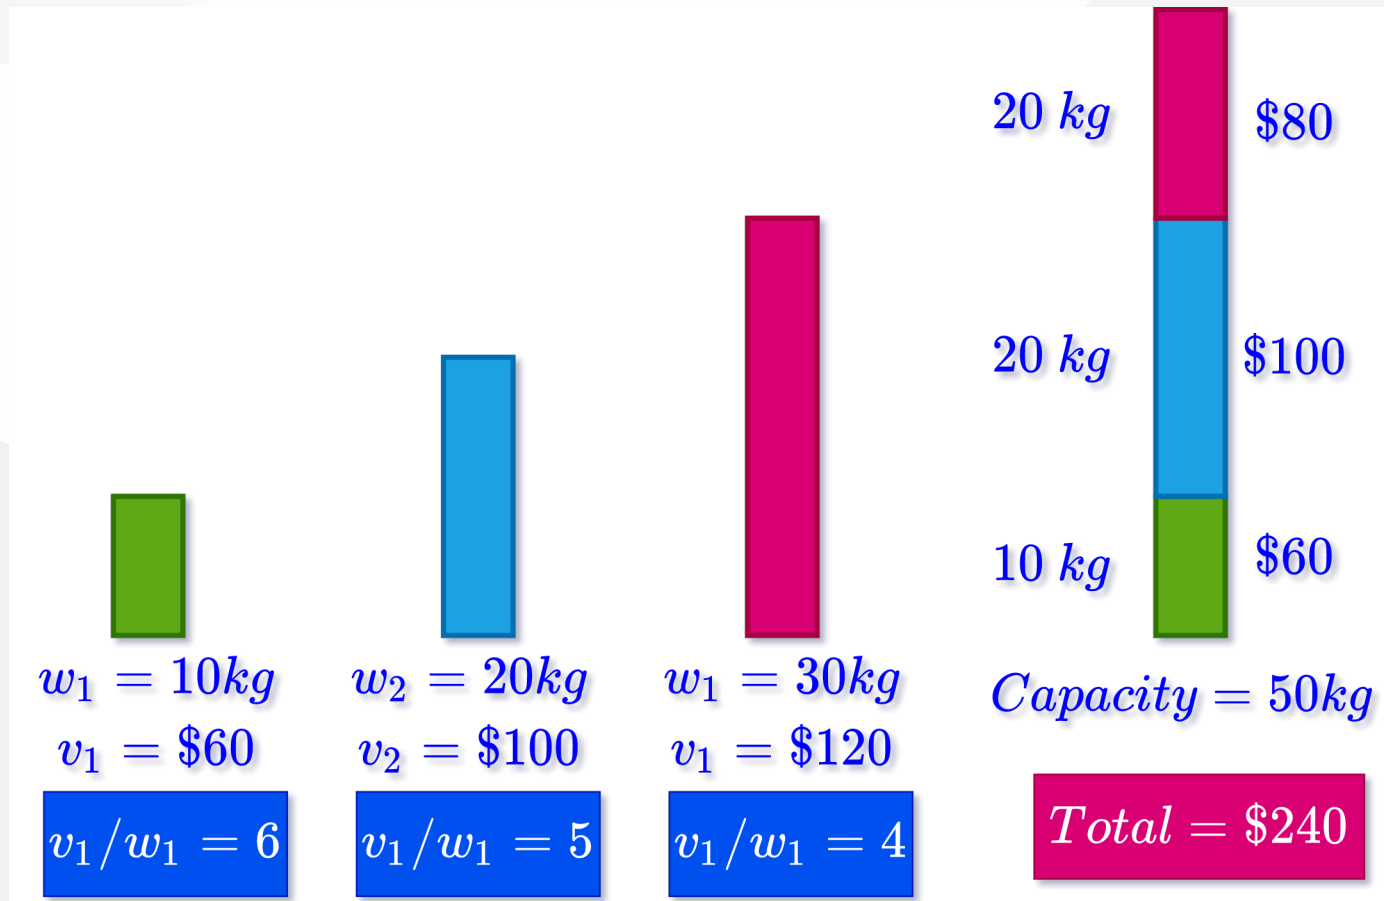 w₁ = 10kg
v₁ = $60
v₁/w₁ = 6
w₂ = 20kg
v₂ = $100
v₁/w₁ = 5
w₁ = 30kg
v₁ = $120
v₁/w₁ = 4
20 kg $80
20 kg $100
10 kg $60
Capacity = 50kg
Total = $240